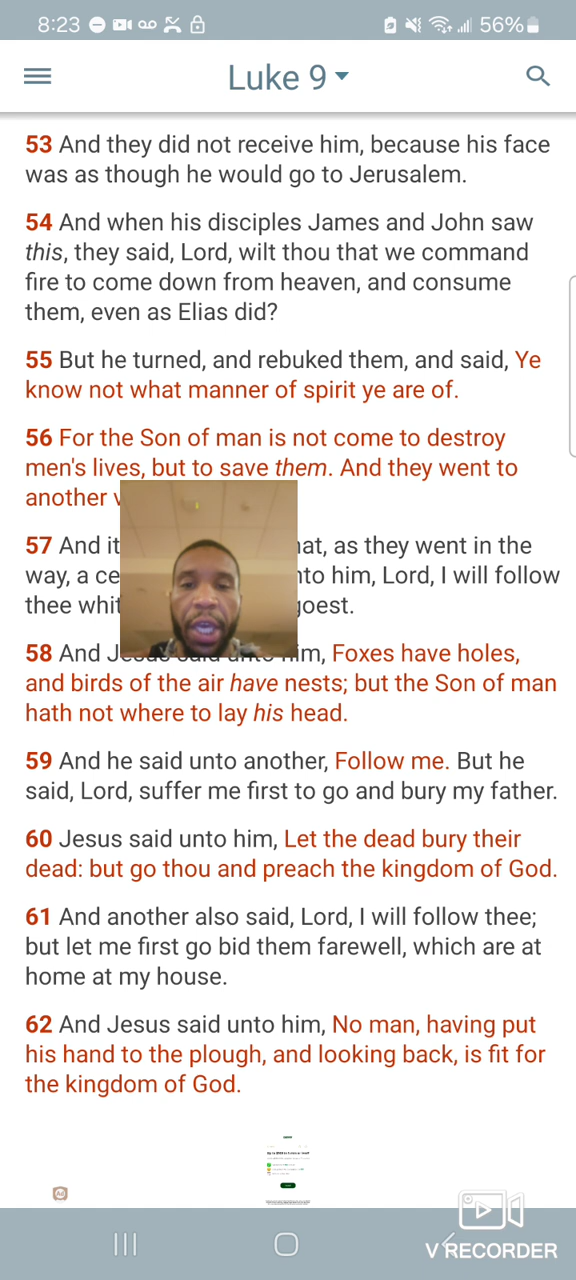 8:23 56%
Luke 9
53 And they did not receive him, because his face
was as though he would go to Jerusalem.
54 And when his disciples James and John saw
this, they said, Lord, wilt thou that we command
fire to come down from heaven, and consume
them, even as Elias did?
55 But he turned, and rebuked them, and said, Ye
know not what manner of spirit ye are of.
56 For the Son of man is not come to destroy
men's lives, but to save them. And they went to
another
57 And it as they went in the
way, a him, Lord, I will follow
thee
58 And Jesus said unto him, Foxes have holes,
and birds of the air have nests; but the Son of man
hath not where to lay his head.
59 And he said unto another, Follow me. But he
said, Lord, suffer me first to go and bury my father.
60 Jesus said unto him, Let the dead bury their
dead: but go thou and preach the kingdom of God.
61 And another also said, Lord, I will follow thee;
but let me first go bid them farewell, which are at
home at my house.
62 And Jesus said unto him, No man, having put
his hand to the plough, and looking back, is fit for
the kingdom of God.
Ad
V RECORDER